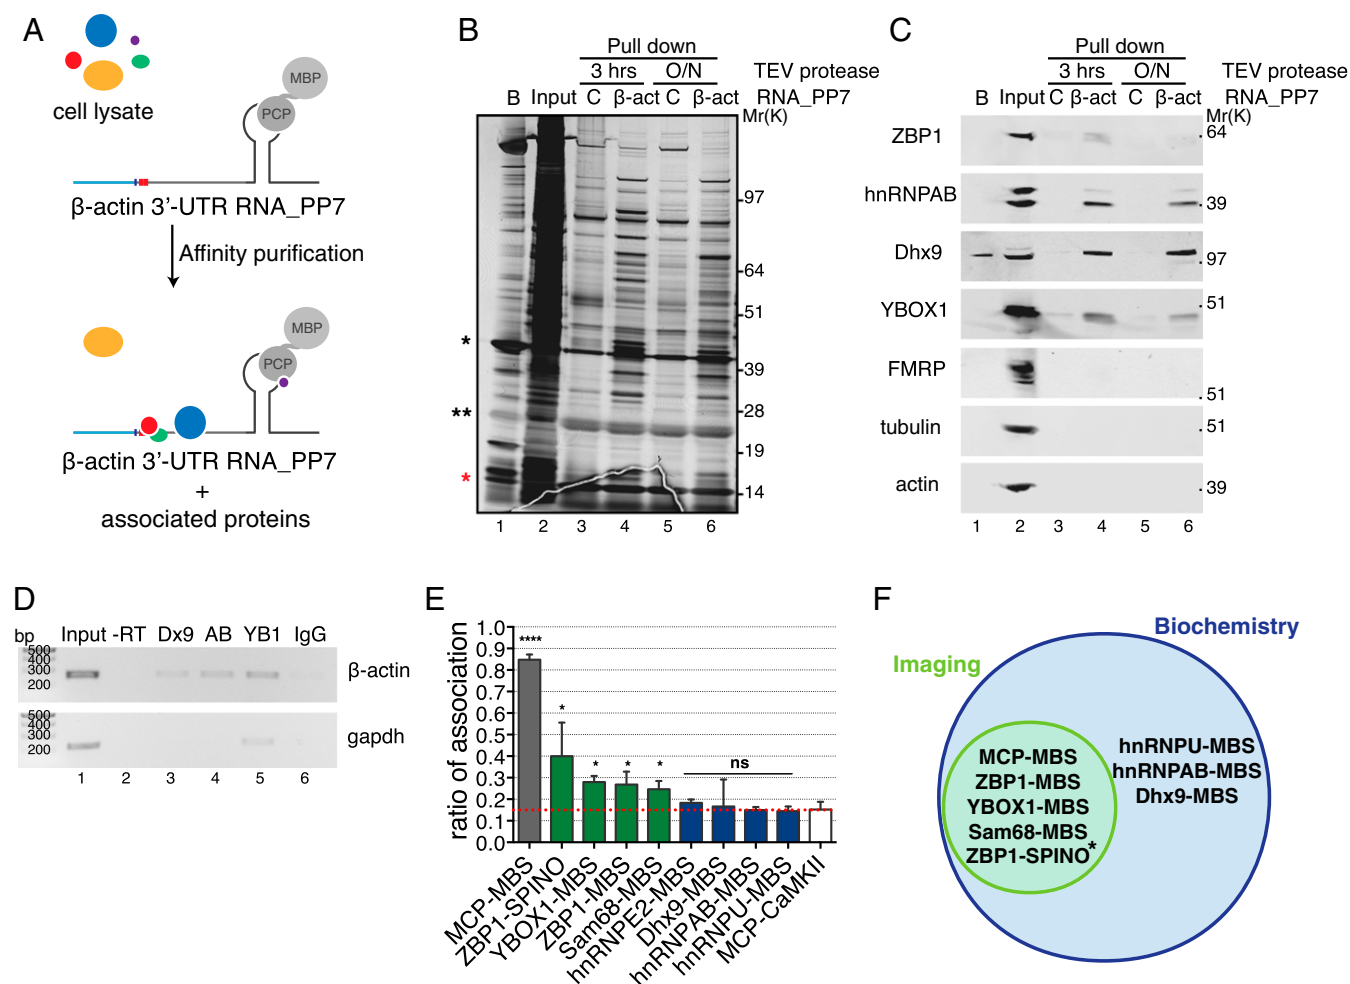 A
cell lysate
MBP
PCP
β-actin 3’-UTR RNA_PP7
Affinity purification
MBP
PCP
β-actin 3’-UTR RNA_PP7
+
associated proteins
B
Pull down
3 hrs O/N TEV protease
B Input C β-act C β-act RNA_PP7
Mr(K)
97
64
51
*
39
**
28
19
*
14
1 2 3 4 5 6
C
Pull down
3 hrs O/N TEV protease
B Input C β-act C β-act RNA_PP7
Mr(K)
ZBP1 64
hnRNPAB 39
Dhx9 97
YBOX1 51
FMRP 51
tubulin 51
actin 39
1 2 3 4 5 6
D
bp Input -RT Dx9 AB YB1 IgG
500
400
300
200
β-actin
500
400
300
200
gapdh
1 2 3 4 5 6
E
ratio of association
1.0
0.9
0.8
0.7
0.6
0.5
0.4
0.3
0.2
0.1
0.0
****
*
* * *
ns
MCP-MBS
ZBP1-SPINO
YBOX1-MBS
ZBP1-MBS
Sam68-MBS
hnRNPE2-MBS
Dhx9-MBS
hnRNPAB-MBS
hnRNPU-MBS
MCP-CaMKII
F
Biochemistry
Imaging
MCP-MBS
ZBP1-MBS
YBOX1-MBS
Sam68-MBS
ZBP1-SPINO*
hnRNPU-MBS
hnRNPAB-MBS
Dhx9-MBS